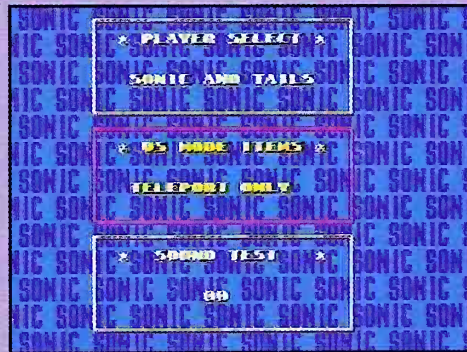 * PLAYER SELECT *
SONIC AND TAILS
* VS MODE ITEMS *
TELEPORT ONLY
* SOUND TEST *
00